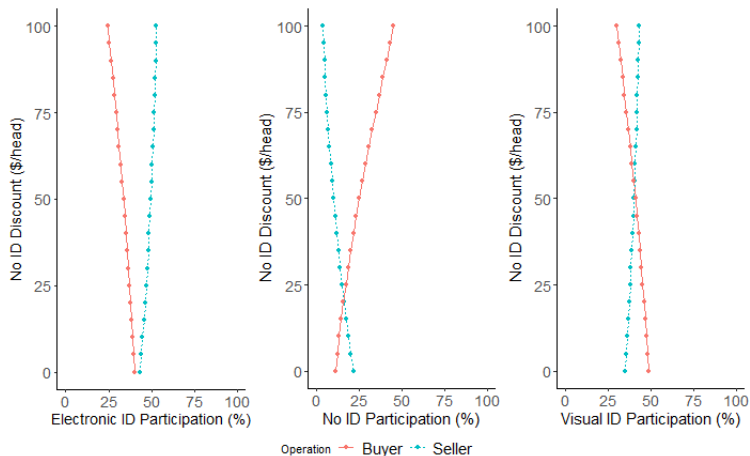 No ID Discount ($/head)
100
75
50
25
0
0 25 50 75 100
Electronic ID Participation (%)
No ID Discount ($/head)
100
75
50
25
0
0 25 50 75 100
No ID Participation (%)
No ID Discount ($/head)
100
75
50
25
0
0 25 50 75 100
Visual ID Participation (%)
Operation Buyer Seller